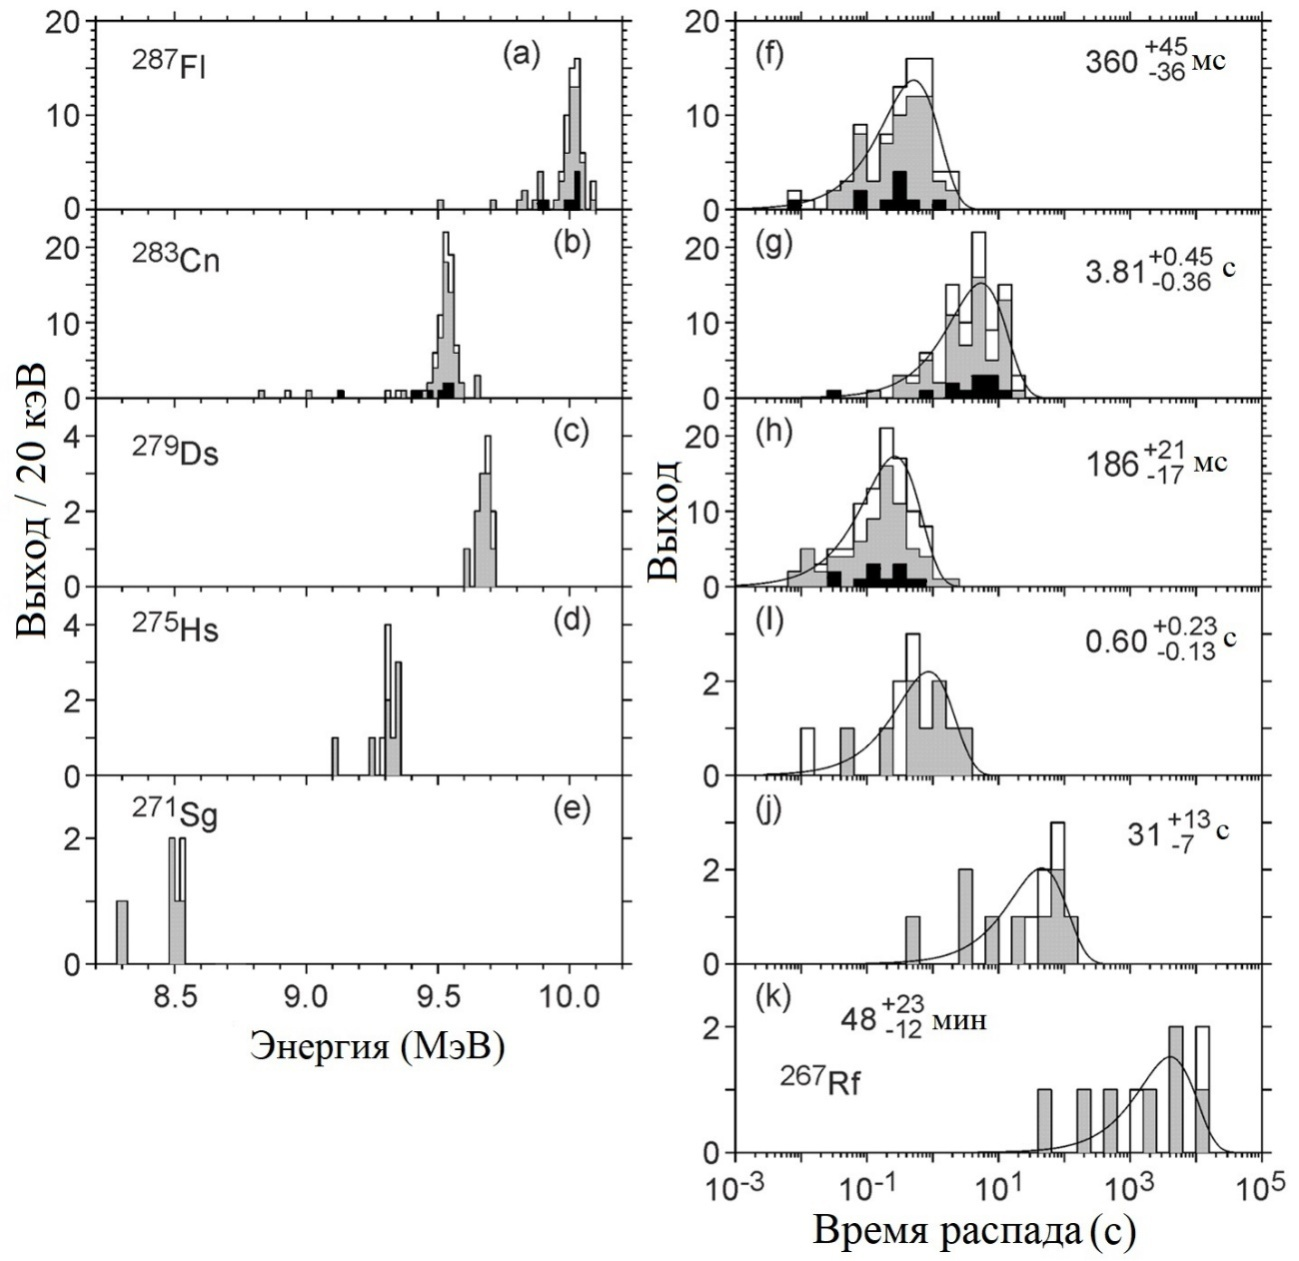 Выход / 20 кэВ
20
10
0
²⁸⁷Fl
(a)
20
10
0
²⁸³Cn
(b)
4
2
0
²⁷⁹Ds
(c)
4
2
0
²⁷⁵Hs
(d)
2
0
²⁷¹Sg
(e)
8.5 9.0 9.5 10.0
Энергия (МэВ)
Выход
20
10
0
(f)
360 +45 -36 мс
20
10
0
(g)
3.81 +0.45 -0.36 с
20
10
0
(h)
186 +21 -17 мс
2
0
(I)
0.60 +0.23 -0.13 с
2
0
(j)
31 +13 -7 с
2
0
(k)
48 +23 -12 мин
²⁶⁷Rf
10⁻³ 10⁻¹ 10¹ 10³ 10⁵
Время распада (с)